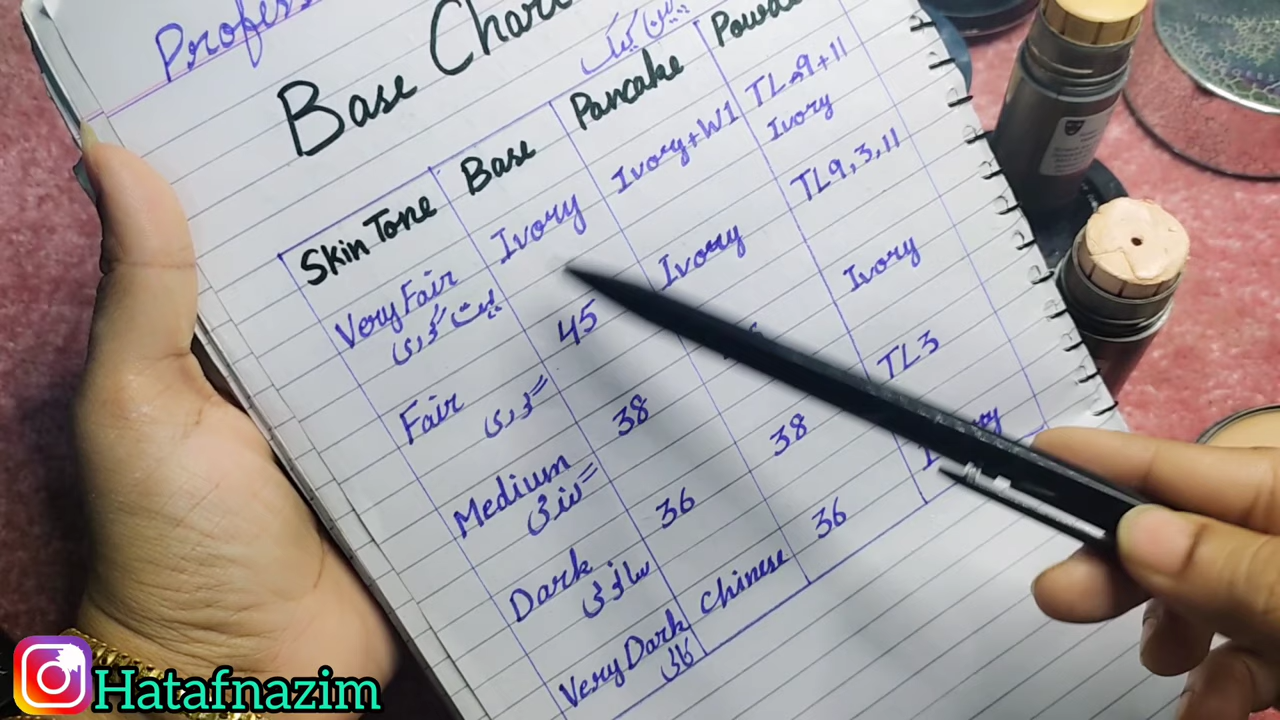 Base Chart
پین کیک
Skin Tone Base Pancake
Very Fair Ivory Ivory+W1 TL 9+11
بہت گوری Ivory
Fair 45 Ivory TL9,3,11
گوری
Medium 38 Ivory
گندمی
Dark 36 38 TL3
سانولی
Very Dark Chinese 36
کالی
Hatafnazim